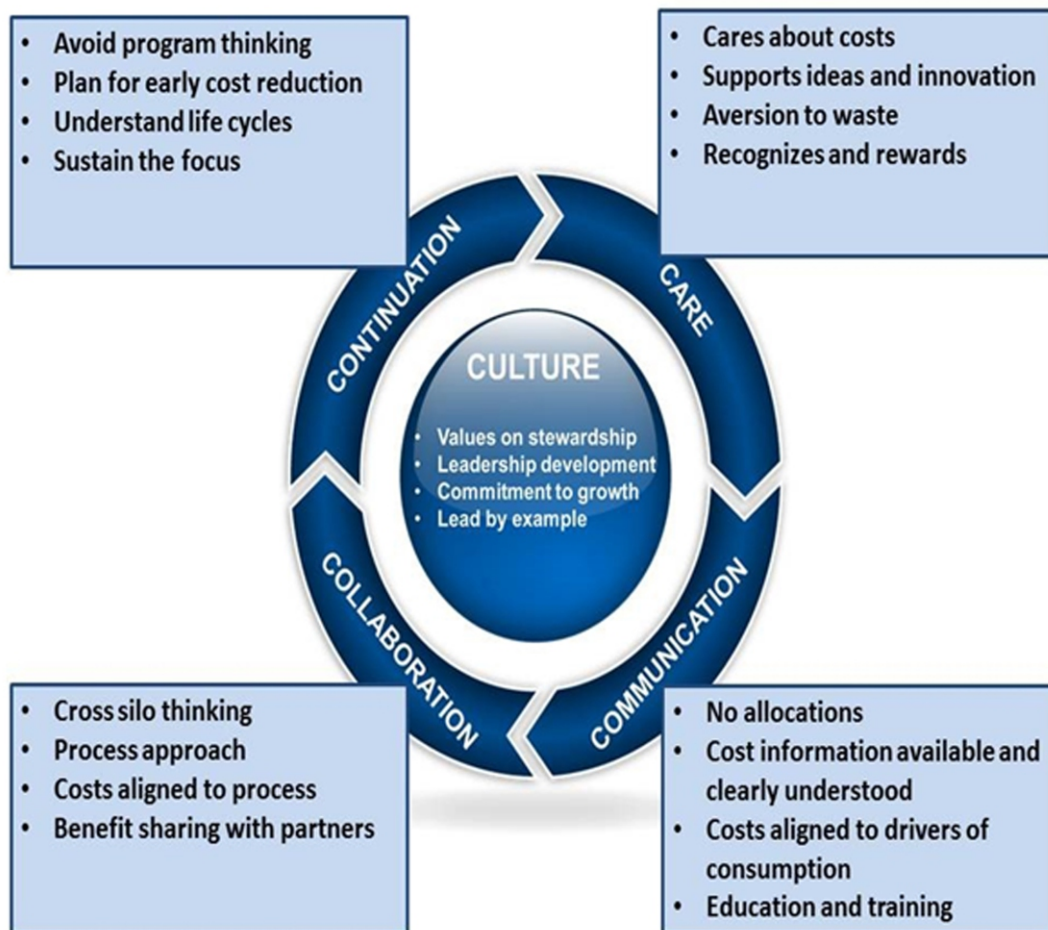 • Avoid program thinking
• Plan for early cost reduction
• Understand life cycles
• Sustain the focus
• Cares about costs
• Supports ideas and innovation
• Aversion to waste
• Recognizes and rewards
CONTINUATION
CARE
CULTURE
• Values on stewardship
• Leadership development
• Commitment to growth
• Lead by example
COLLABORATION
COMMUNICATION
• Cross silo thinking
• Process approach
• Costs aligned to process
• Benefit sharing with partners
• No allocations
• Cost information available and
clearly understood
• Costs aligned to drivers of
consumption
• Education and training